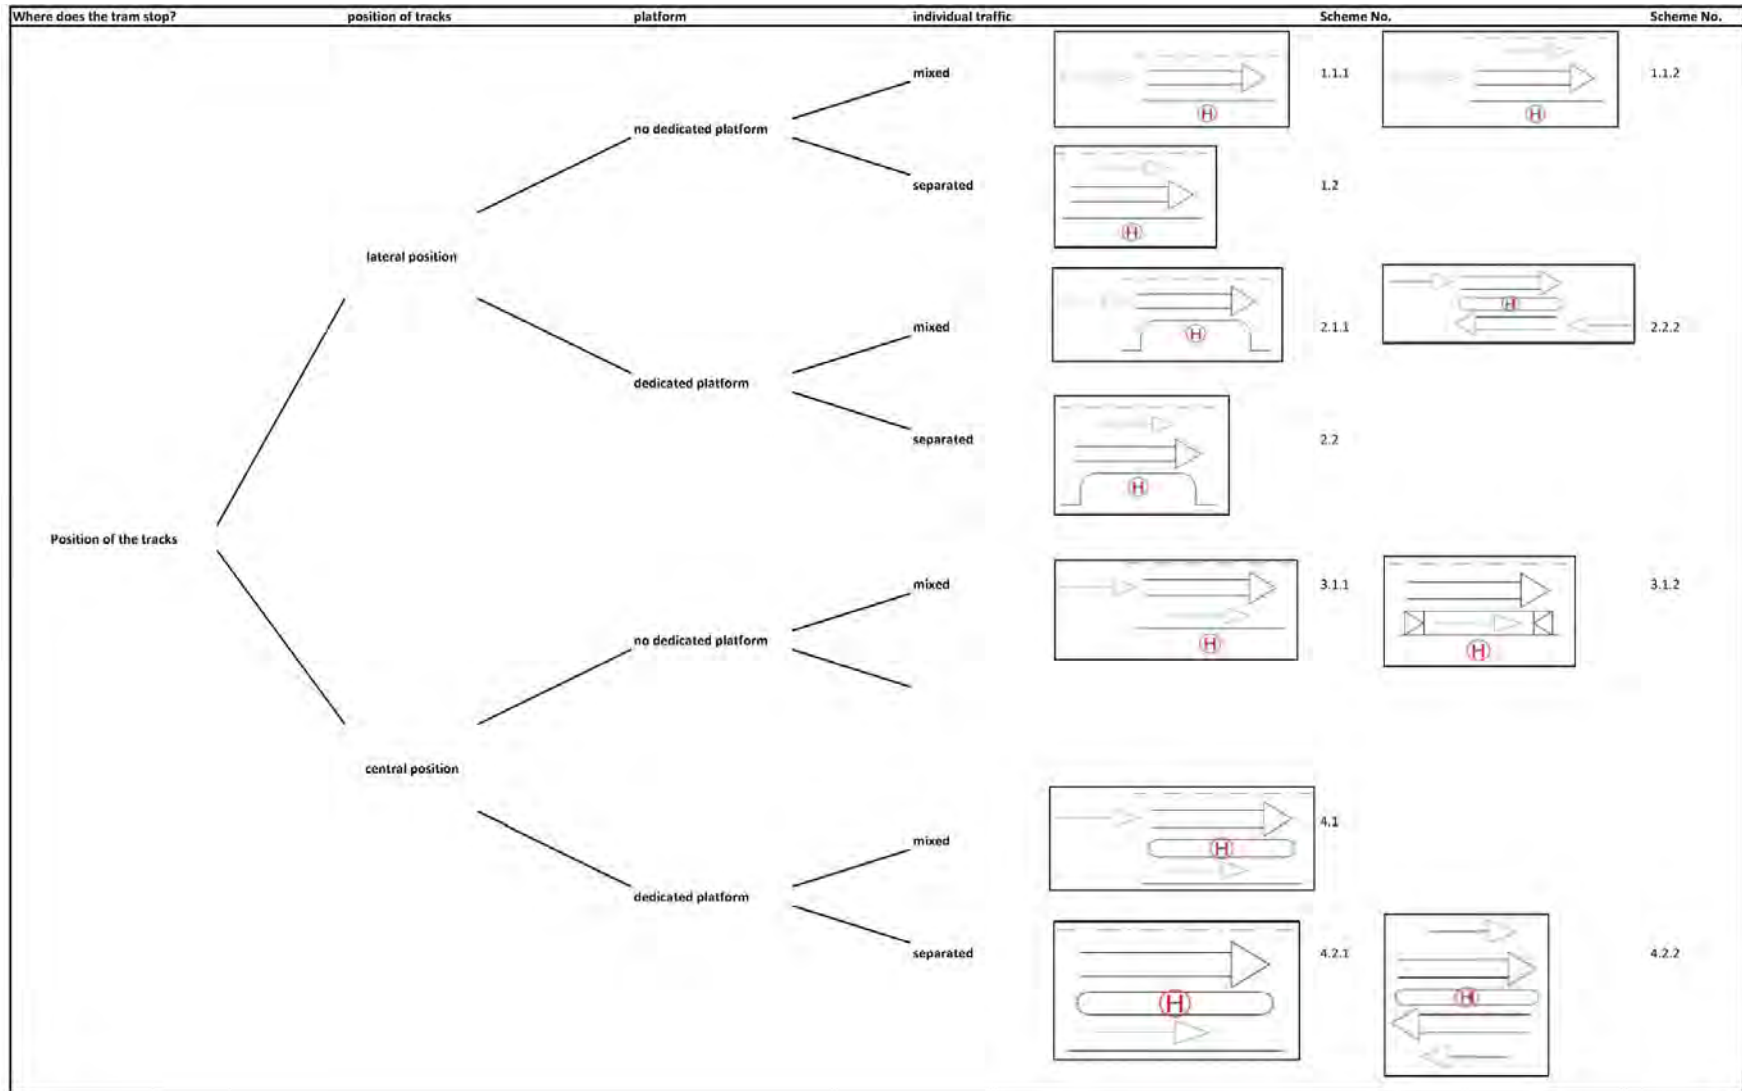 Where does the tram stop? position of tracks platform individual traffic Scheme No. Scheme No.
mixed 1.1.1 1.1.2
H H
no dedicated platform
separated 1.2
H
lateral position
H
mixed 2.1.1 2.2.2
H
dedicated platform
separated 2.2
H
Position of the tracks
mixed 3.1.1 3.1.2
no dedicated platform
H H
central position
4.1
mixed
H
dedicated platform
separated 4.2.1 4.2.2
H H